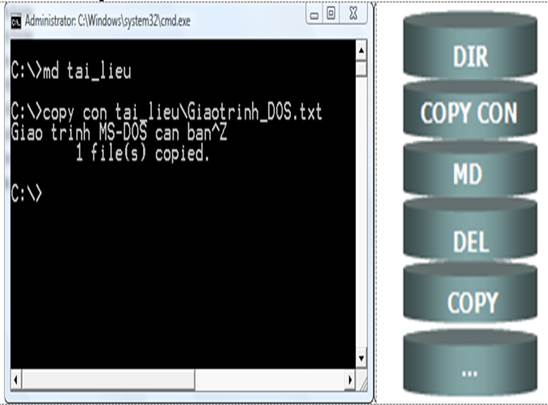 Administrator: C:\Windows\system32\cmd.exe
C:\>md tai_lieu
C:\>copy con tai_lieu\Giaotrinh_DOS.txt
Giao trinh MS-DOS can ban^Z
1 file(s) copied.
C:\>
DIR
COPY CON
MD
DEL
COPY
...